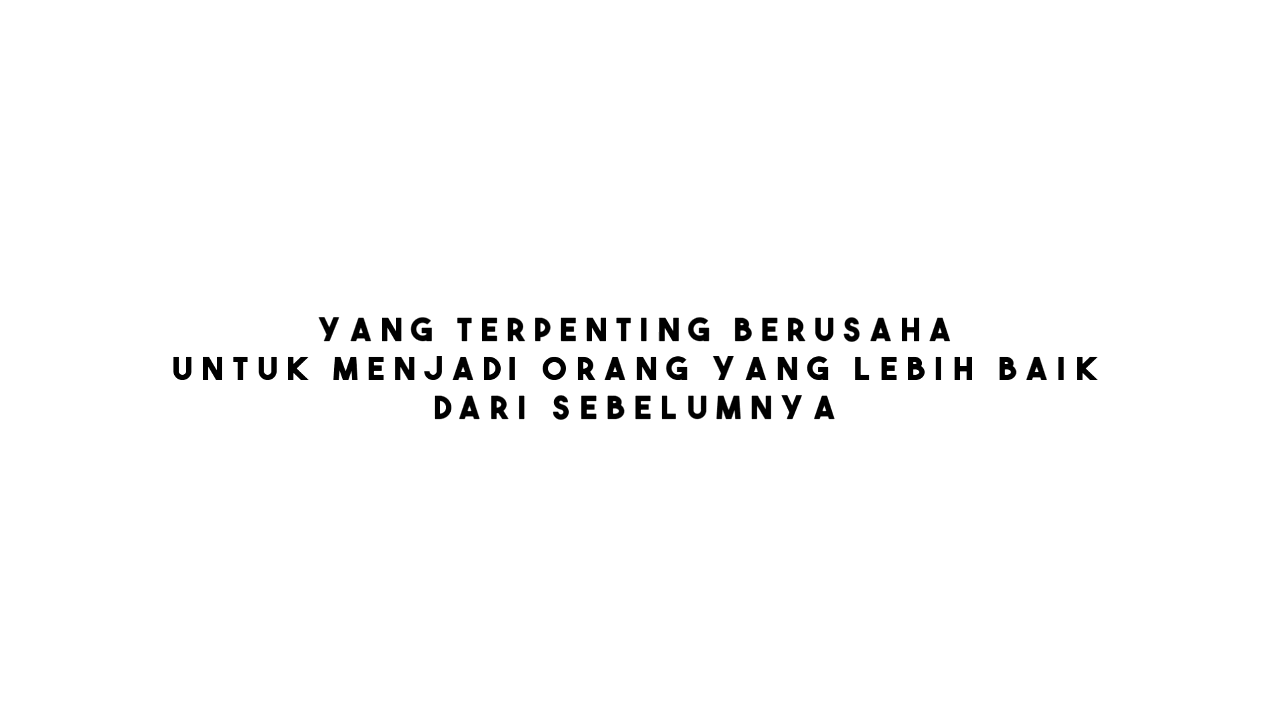 YANG TERPENTING BERUSAHA
UNTUK MENJADI ORANG YANG LEBIH BAIK
DARI SEBELUMNYA